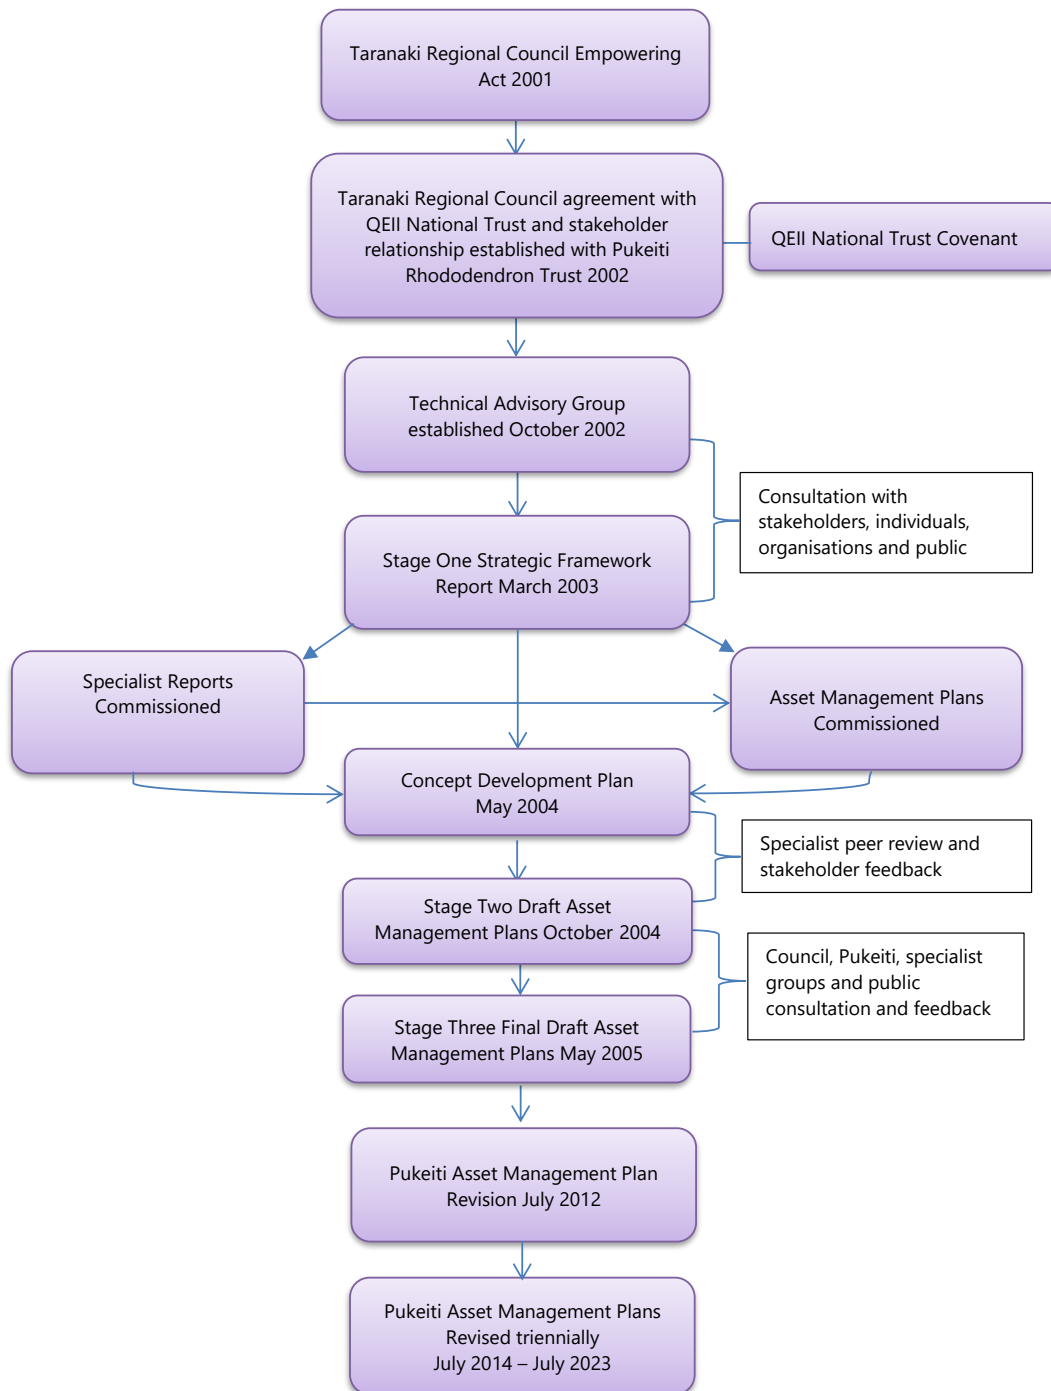 Taranaki Regional Council Empowering
Act 2001
Taranaki Regional Council agreement with
QEII National Trust and stakeholder
relationship established with Pukeiti
Rhododendron Trust 2002
QEII National Trust Covenant
Technical Advisory Group
established October 2002
Consultation with
stakeholders, individuals,
organisations and public
Stage One Strategic Framework
Report March 2003
Specialist Reports
Commissioned
Asset Management Plans
Commissioned
Concept Development Plan
May 2004
Specialist peer review and
stakeholder feedback
Stage Two Draft Asset
Management Plans October 2004
Council, Pukeiti, specialist
groups and public
consultation and feedback
Stage Three Final Draft Asset
Management Plans May 2005
Pukeiti Asset Management Plan
Revision July 2012
Pukeiti Asset Management Plans
Revised triennially
July 2014 – July 2023